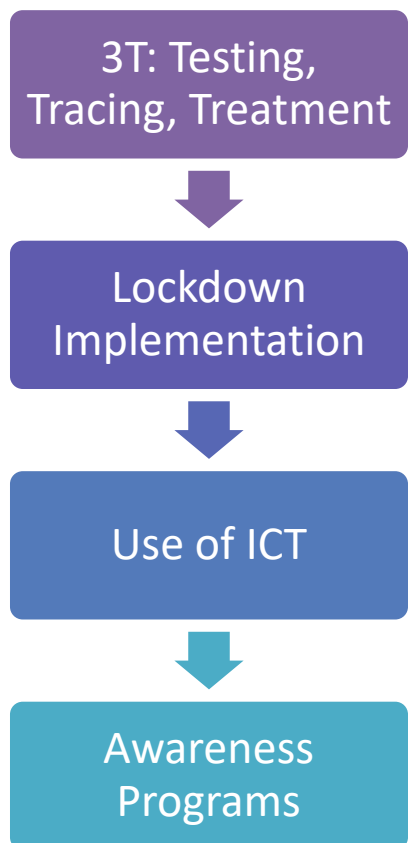 3T: Testing,
Tracing, Treatment
Lockdown
Implementation
Use of ICT
Awareness
Programs